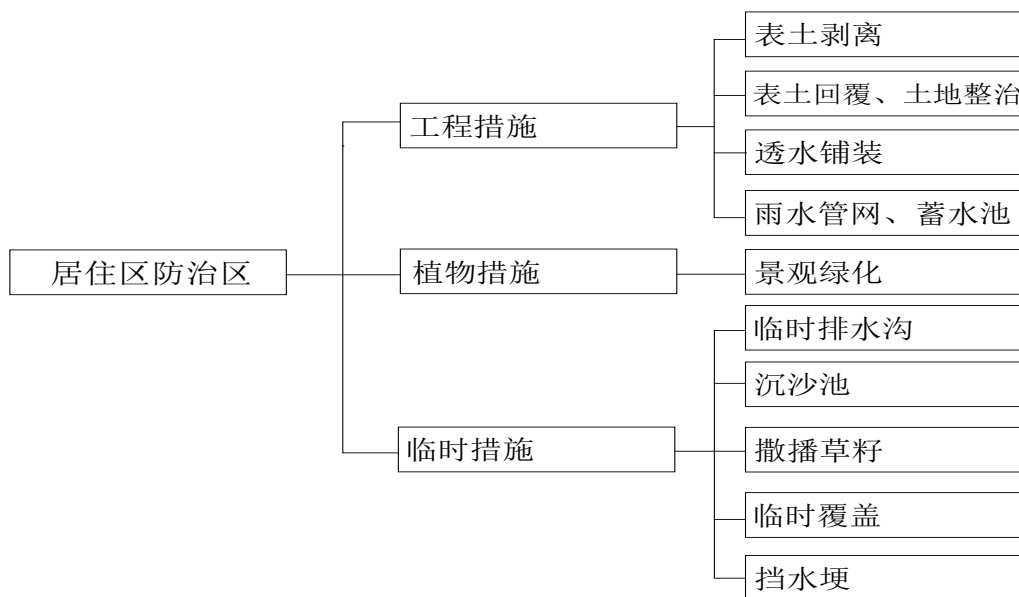 居住区防治区
工程措施
表土剥离
表土回覆、土地整治
透水铺装
雨水管网、蓄水池
植物措施
景观绿化
临时措施
临时排水沟
沉沙池
撒播草籽
临时覆盖
挡水埂